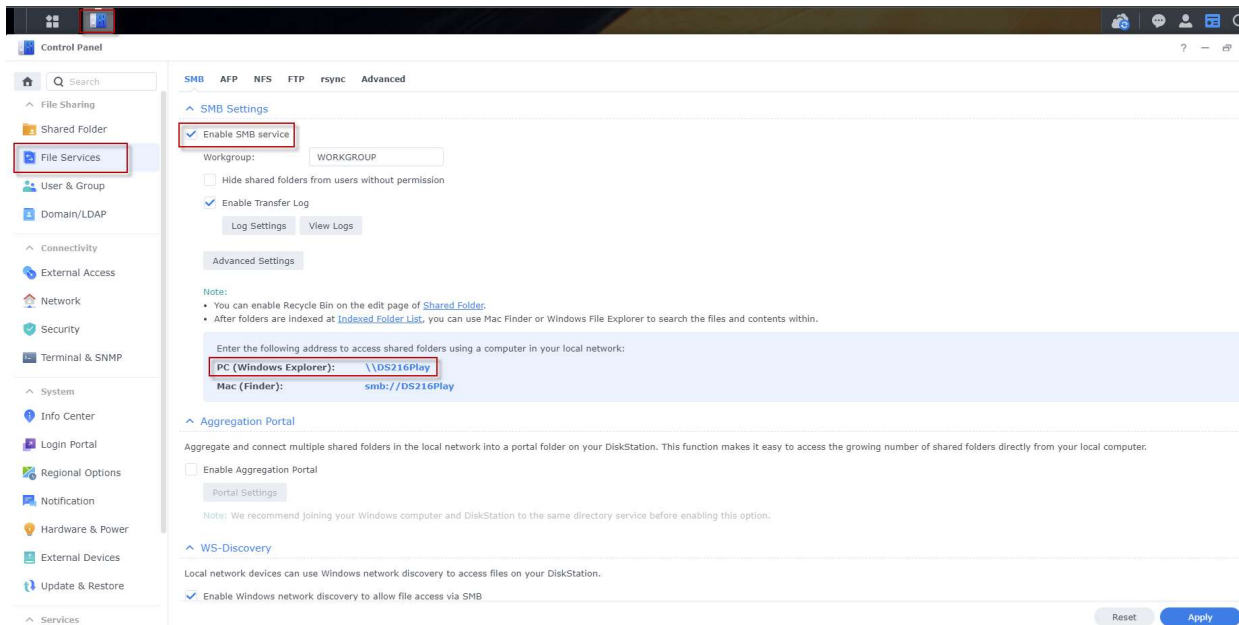 Control Panel
?
Search
File Sharing
Shared Folder
File Services
User & Group
Domain/LDAP
Connectivity
External Access
Network
Security
Terminal & SNMP
System
Info Center
Login Portal
Regional Options
Notification
Hardware & Power
External Devices
Update & Restore
Services
SMB AFP NFS FTP rsync Advanced
SMB Settings
Enable SMB service
Workgroup: WORKGROUP
Hide shared folders from users without permission
Enable Transfer Log
Log Settings View Logs
Advanced Settings
Note:
• You can enable Recycle Bin on the edit page of Shared Folder.
• After folders are indexed at Indexed Folder List, you can use Mac Finder or Windows File Explorer to search the files and contents within.
Enter the following address to access shared folders using a computer in your local network:
PC (Windows Explorer): \\DS216Play
Mac (Finder): smb://DS216Play
Aggregation Portal
Aggregate and connect multiple shared folders in the local network into a portal folder on your DiskStation. This function makes it easy to access the growing number of shared folders directly from your local computer.
Enable Aggregation Portal
Portal Settings
Note: We recommend joining your Windows computer and DiskStation to the same directory service before enabling this option.
WS-Discovery
Local network devices can use Windows network discovery to access files on your DiskStation.
Enable Windows network discovery to allow file access via SMB
Reset Apply